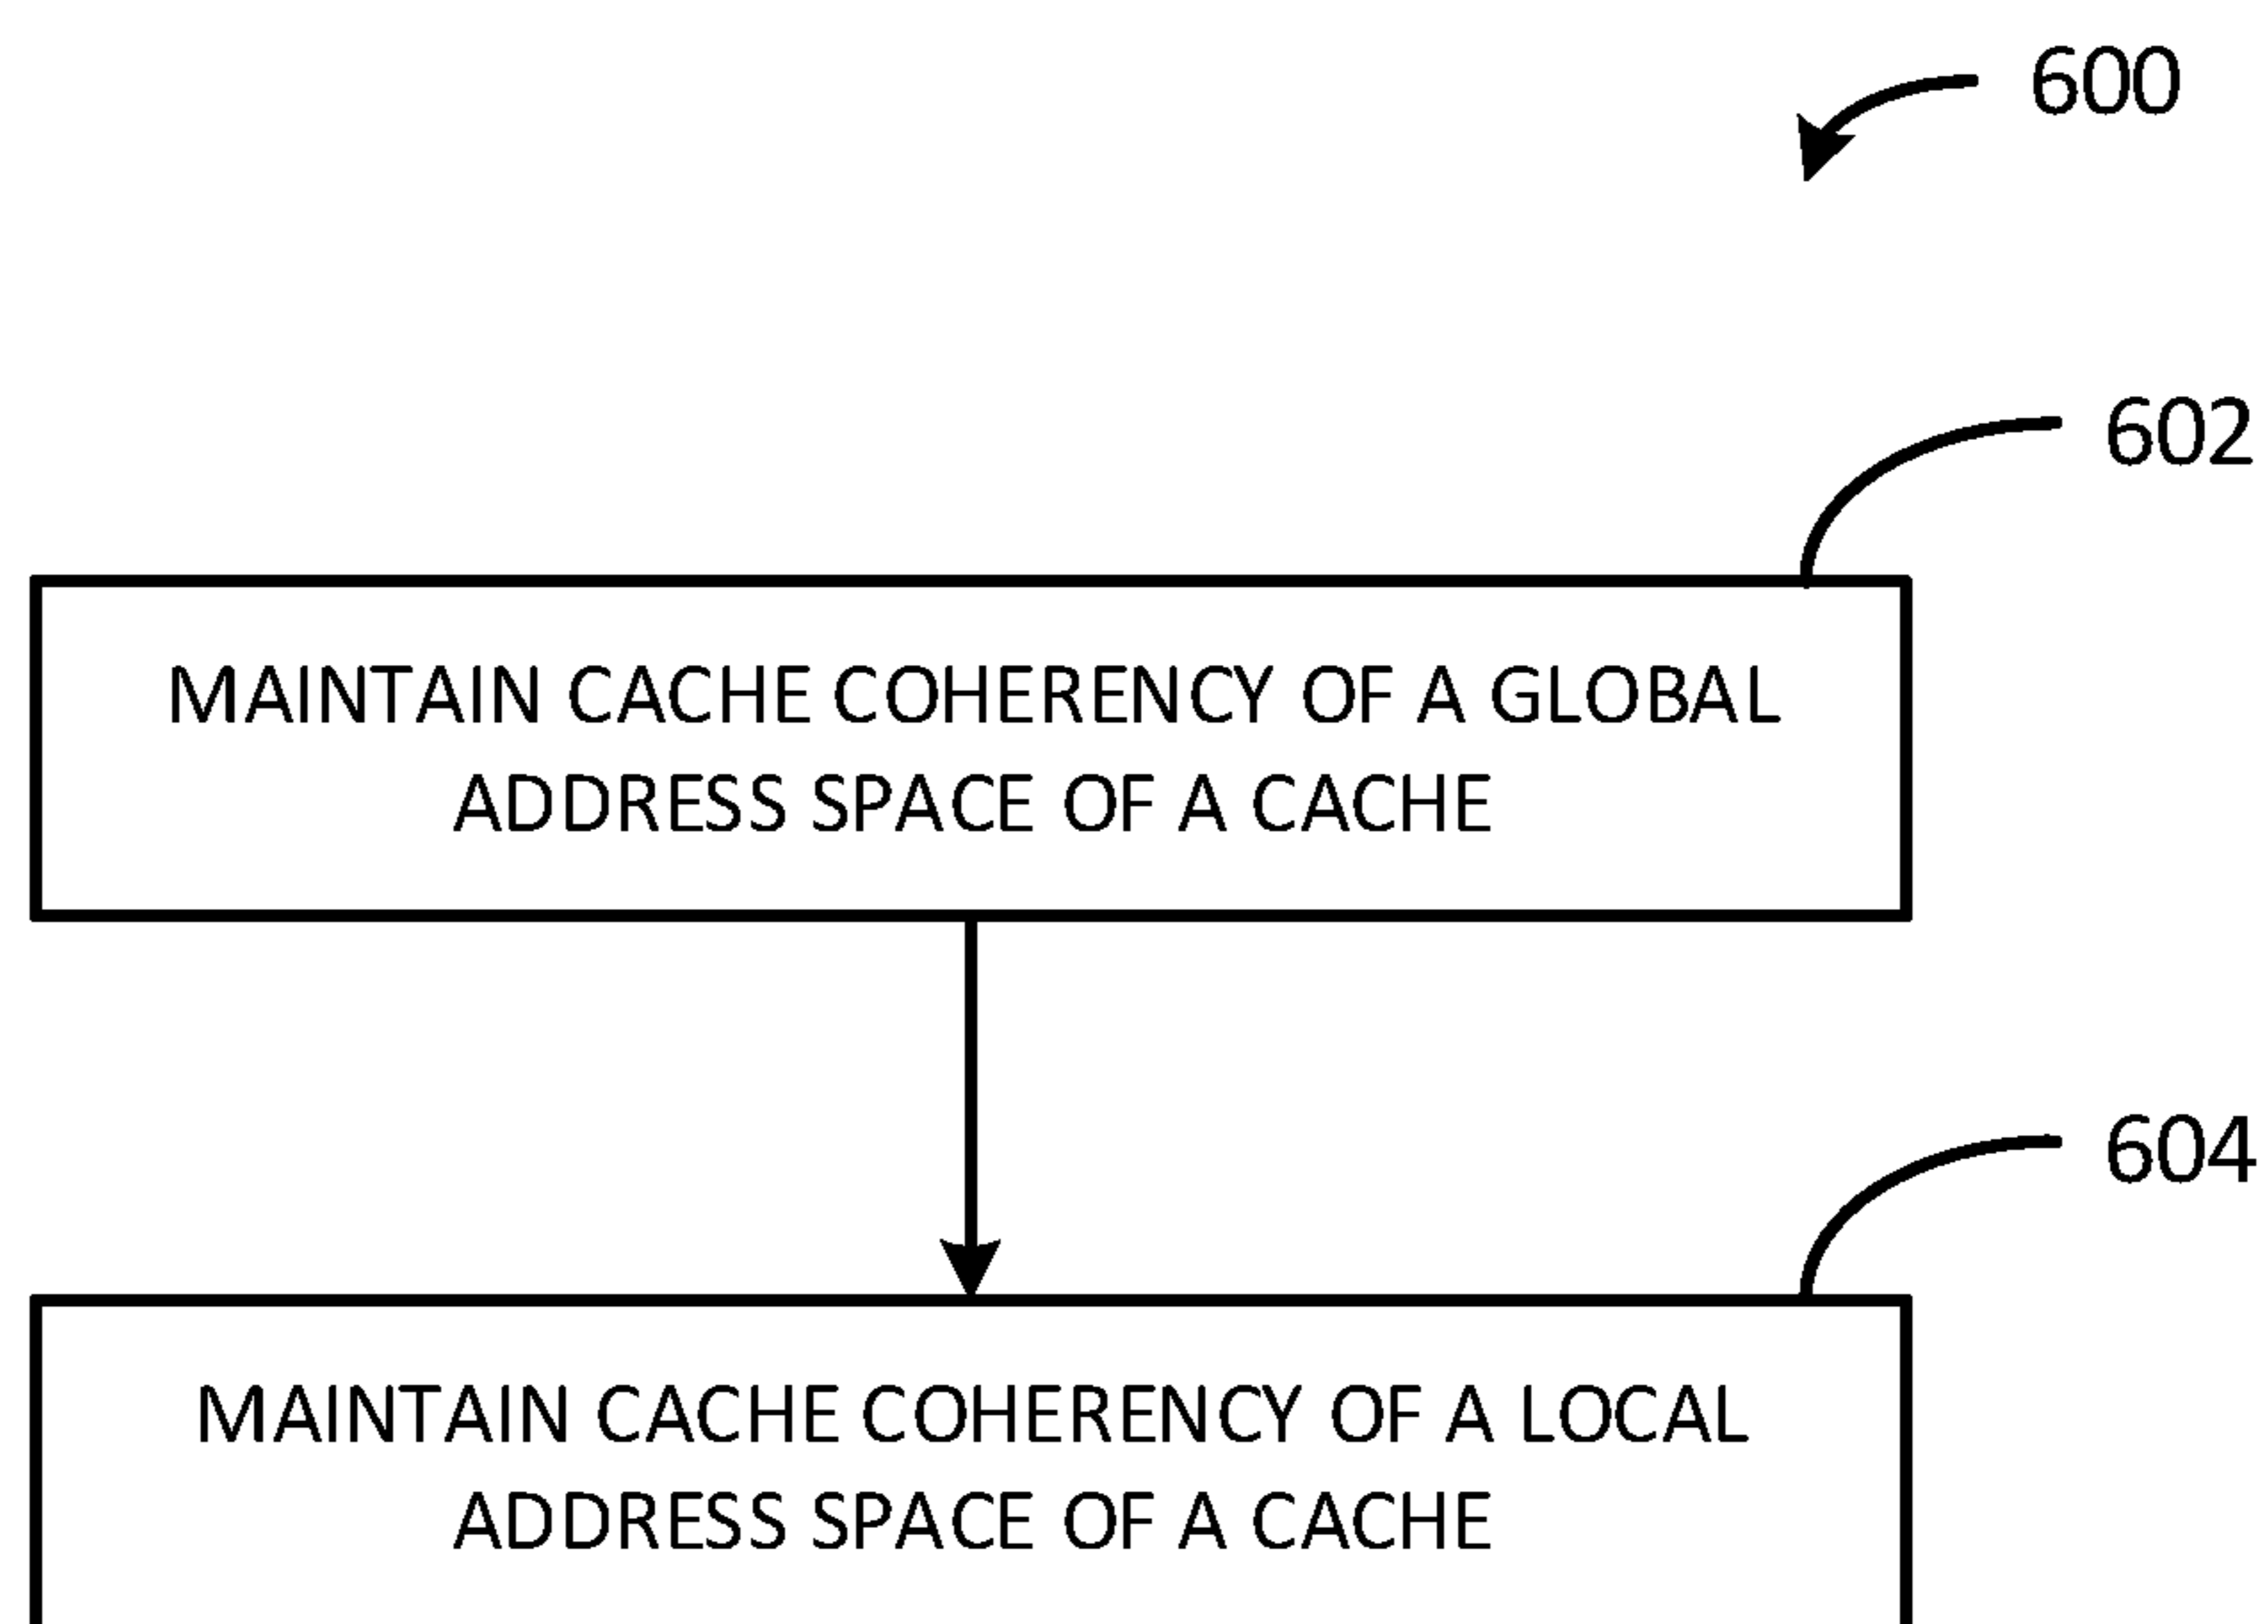 600
602
MAINTAIN CACHE COHERENCY OF A GLOBAL
ADDRESS SPACE OF A CACHE
604
MAINTAIN CACHE COHERENCY OF A LOCAL
ADDRESS SPACE OF A CACHE